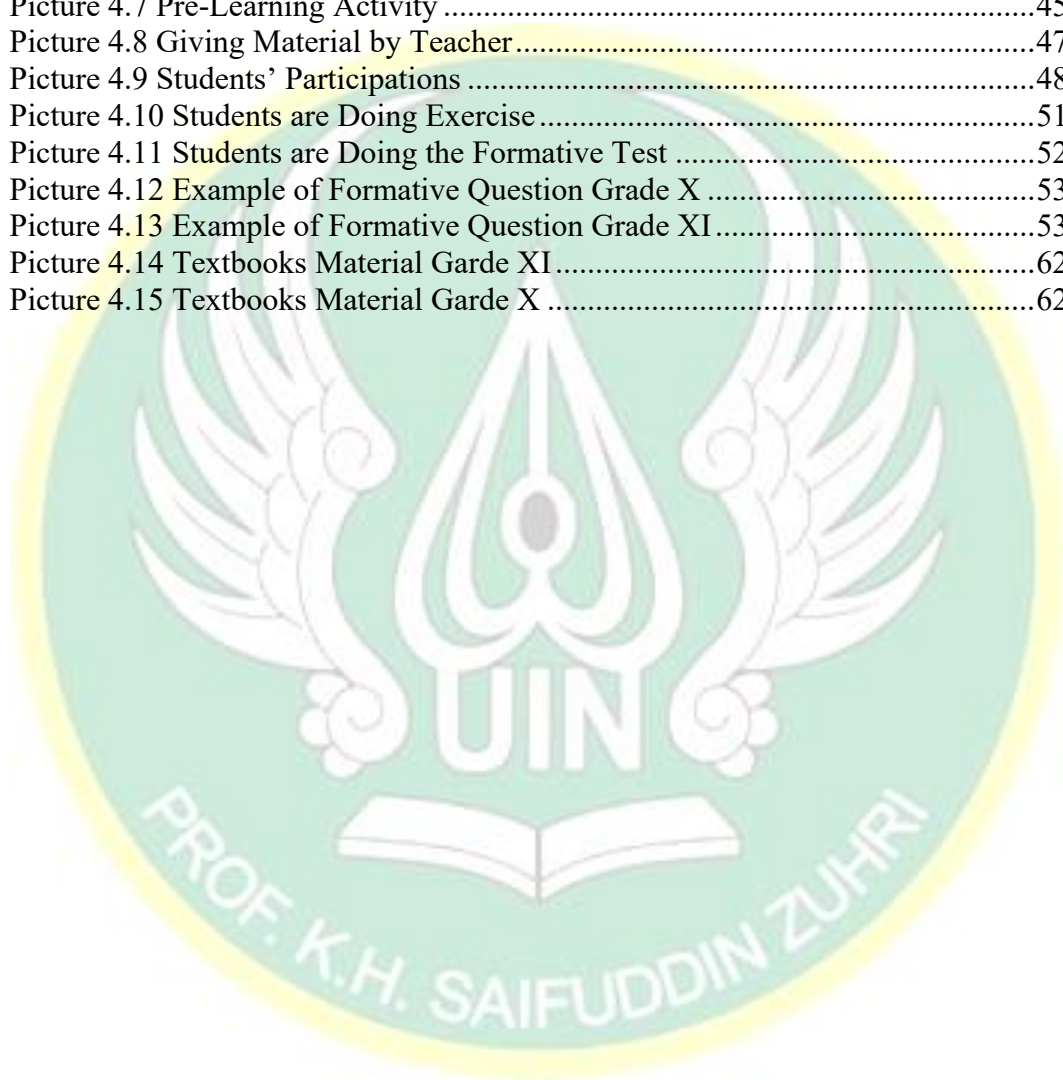 Picture 4.7 Pre-Learning Activity ........................................................................45
Picture 4.8 Giving Material by Teacher ................................................................47
Picture 4.9 Students’ Participations ......................................................................48
Picture 4.10 Students are Doing Exercise .............................................................51
Picture 4.11 Students are Doing the Formative Test ............................................52
Picture 4.12 Example of Formative Question Grade X ........................................53
Picture 4.13 Example of Formative Question Grade XI .......................................53
Picture 4.14 Textbooks Material Garde XI ...........................................................62
Picture 4.15 Textbooks Material Garde X ............................................................62
UIN
PROF. K.H. SAIFUDDIN ZUHRI